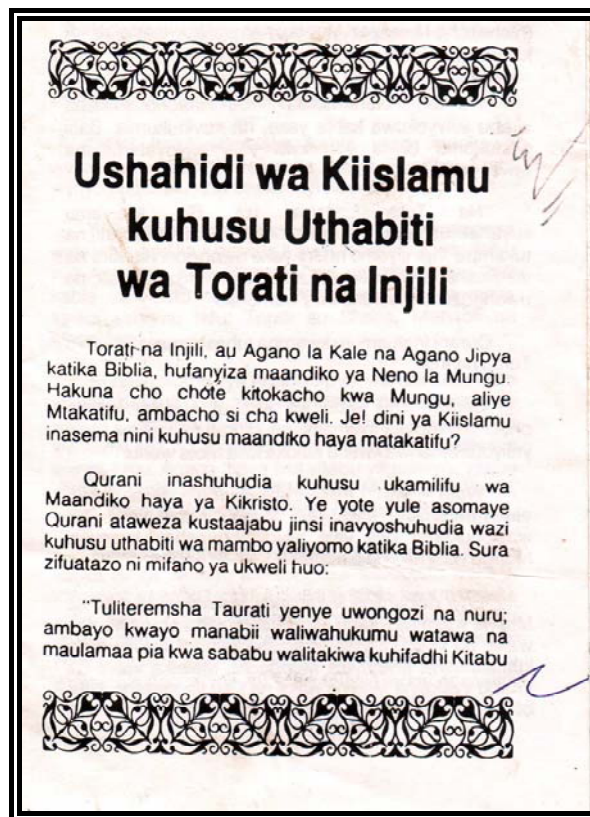 Ushahidi wa Kiislamu
kuhusu Uthabiti
wa Torati na Injili
Torati na Injili, au Agano la Kale na Agano Jipya
katika Biblia, hufanyiza maandiko ya Neno la Mungu.
Hakuna cho chote kitokacho kwa Mungu, aliye
Mtakatifu, ambacho si cha kweli. Je! dini ya Kiislamu
inasema nini kuhusu maandiko haya matakatifu?
Qurani inashuhudia kuhusu ukamilifu wa
Maandiko haya ya Kikristo. Ye yote yule asomaye
Qurani ataweza kustaajabu jinsi inavyoshuhudia wazi
kuhusu uthabiti wa mambo yaliyomo katika Biblia. Sura
zifuatazo ni mifano ya ukweli huo:
"Tuliteremsha Taurati yenye uwongozi na nuru;
ambayo kwayo manabii waliwahukumu watawa na
maulamaa pia kwa sababu walitakiwa kuhifadhi Kitabu